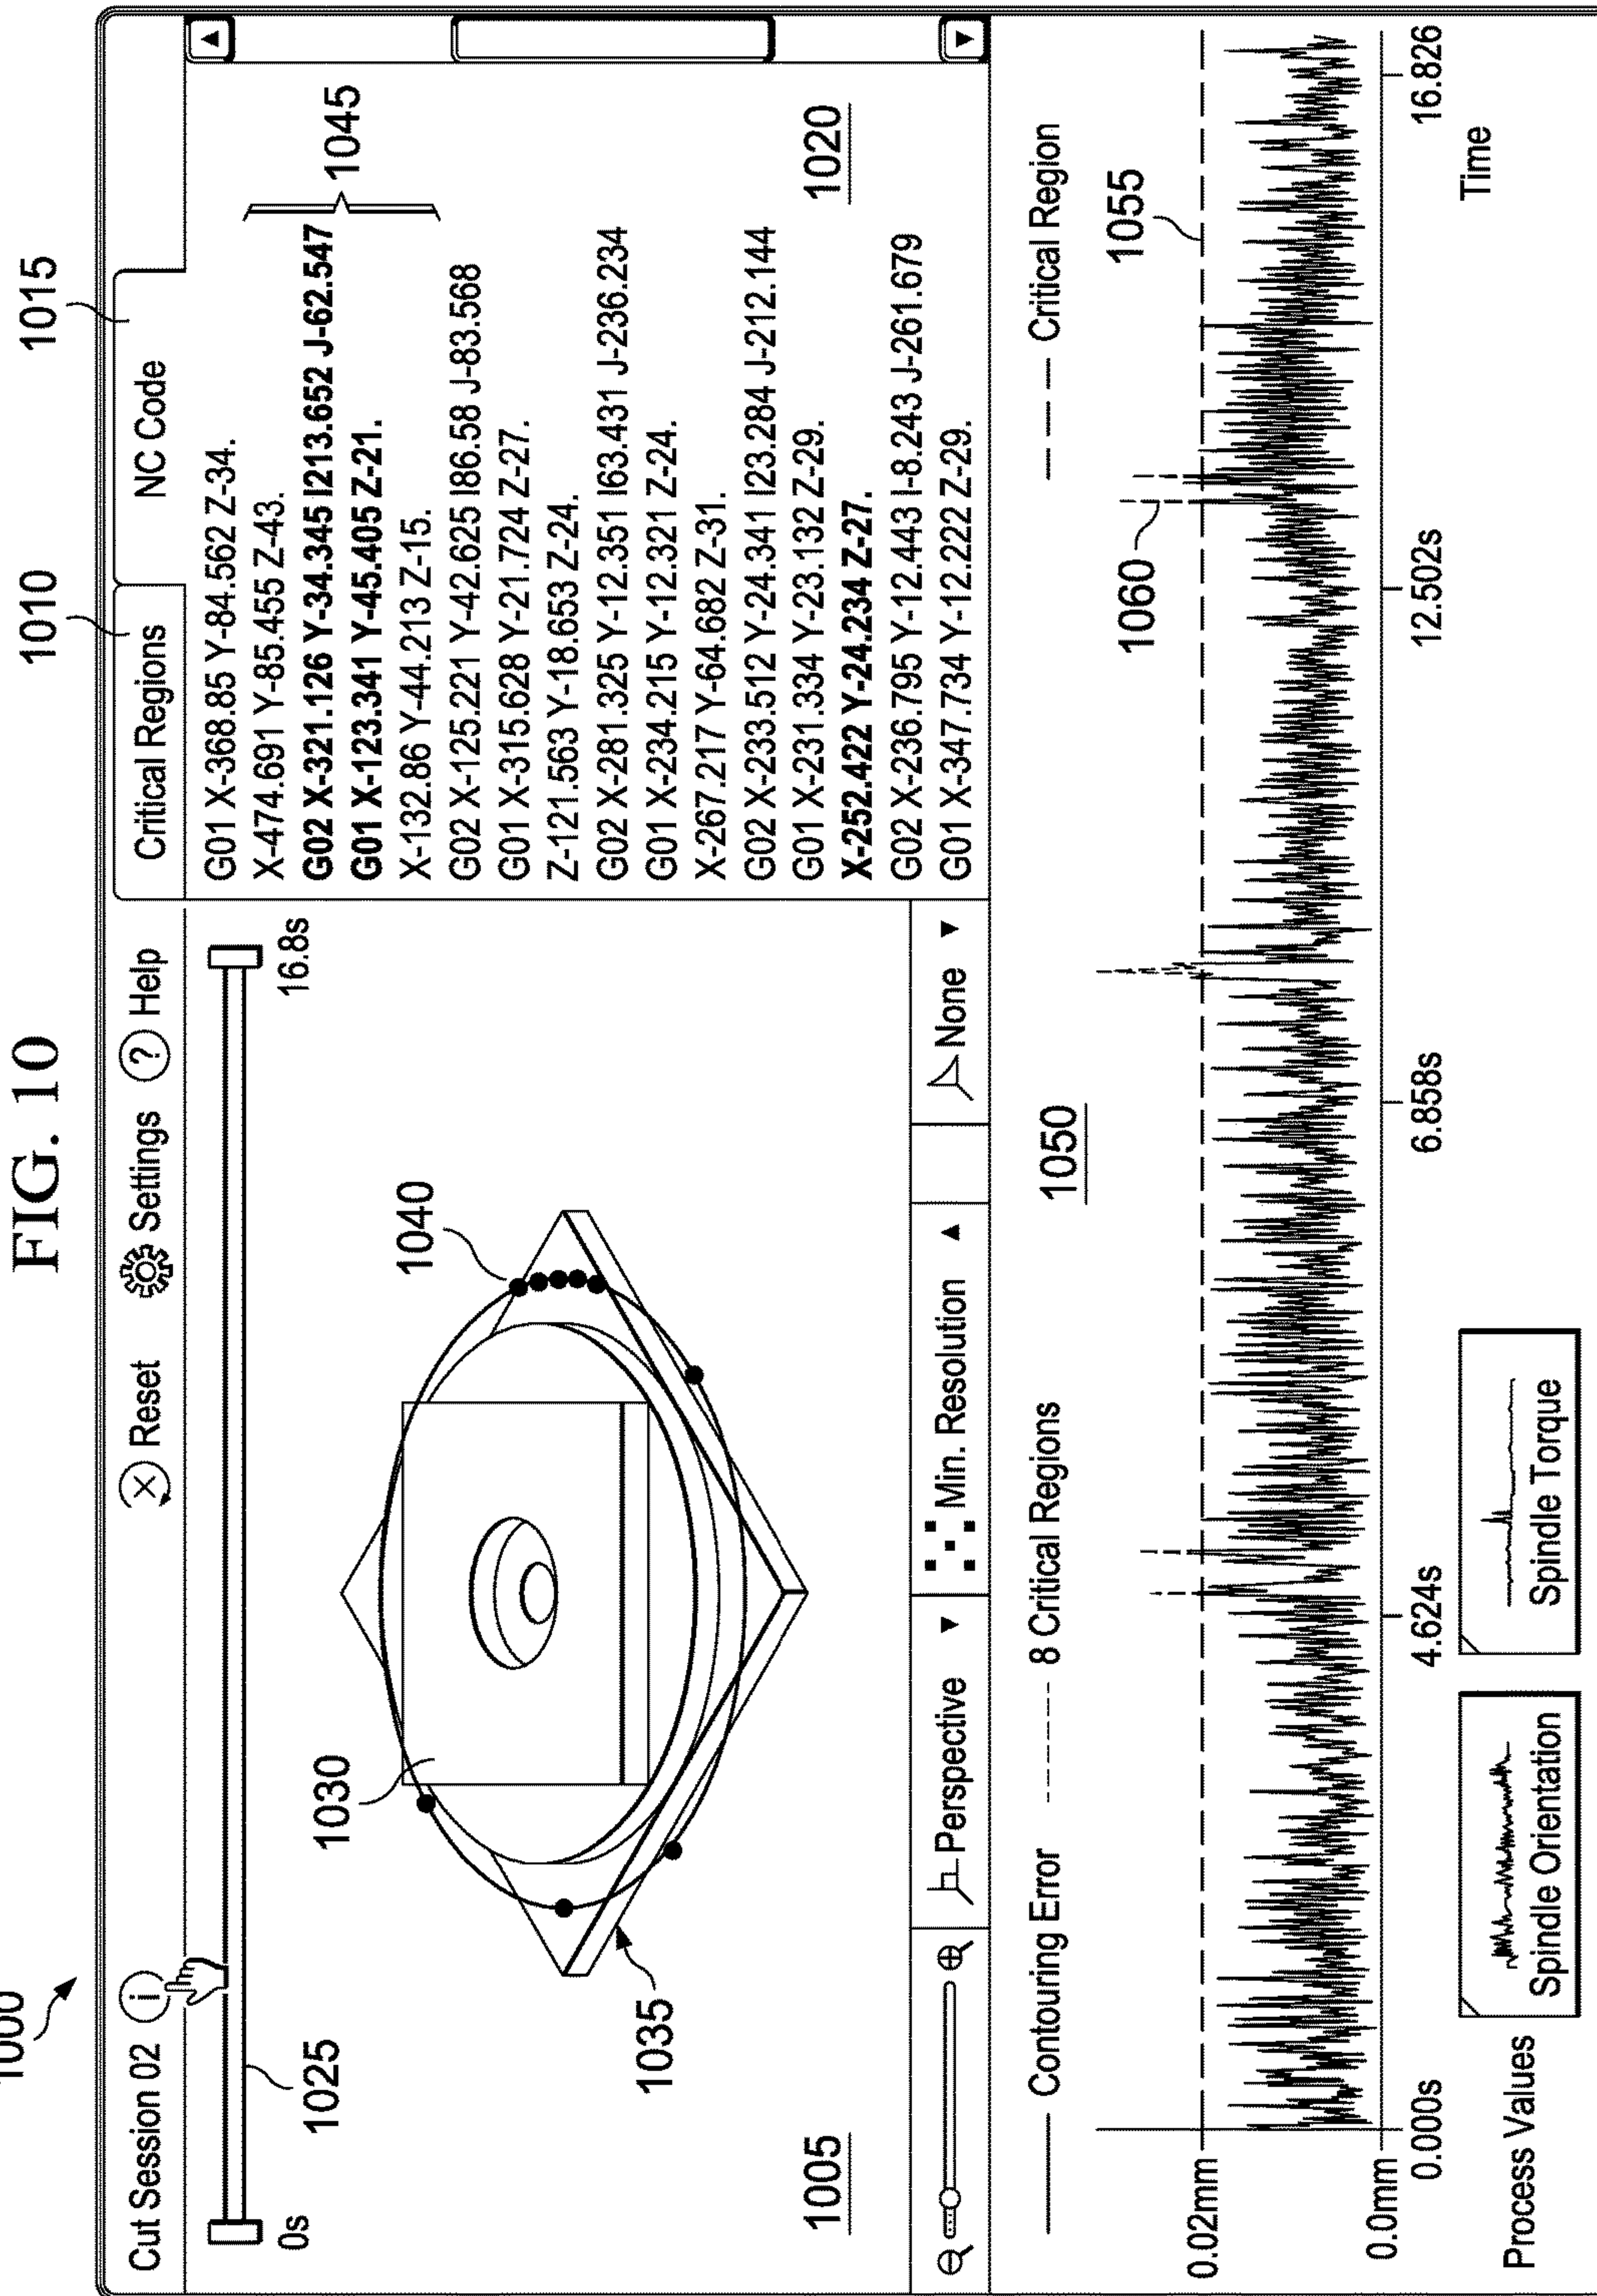 FIG. 10
1000
1010
1015
Cut Session 02 i
Reset
Settings
? Help
Critical Regions
NC Code
0s
16.8s
1025
1030
1035
1040
1005
G01 X-368.85 Y-84.562 Z-34.
X-474.691 Y-85.455 Z-43.
G02 X-321.126 Y-34.345 I213.652 J-62.547
G01 X-123.341 Y-45.405 Z-21.
X-132.86 Y-44.213 Z-15.
G02 X-125.221 Y-42.625 I86.58 J-83.568
G01 X-315.628 Y-21.724 Z-27.
Z-121.563 Y-18.653 Z-24.
G02 X-281.325 Y-12.351 I63.431 J-236.234
G01 X-234.215 Y-12.321 Z-24.
X-267.217 Y-64.682 Z-31.
G02 X-233.512 Y-24.341 I23.284 J-212.144
G01 X-231.334 Y-23.132 Z-29.
X-252.422 Y-24.234 Z-27.
G02 X-236.795 Y-12.443 I-8.243 J-261.679
G01 X-347.734 Y-12.222 Z-29.
1045
1020
Perspective
Min. Resolution
None
Contouring Error
8 Critical Regions
Critical Region
1050
1055
1060
0.02mm
0.0mm
0.000s
4.624s
6.858s
12.502s
16.826
Time
Process Values
Spindle Orientation
Spindle Torque